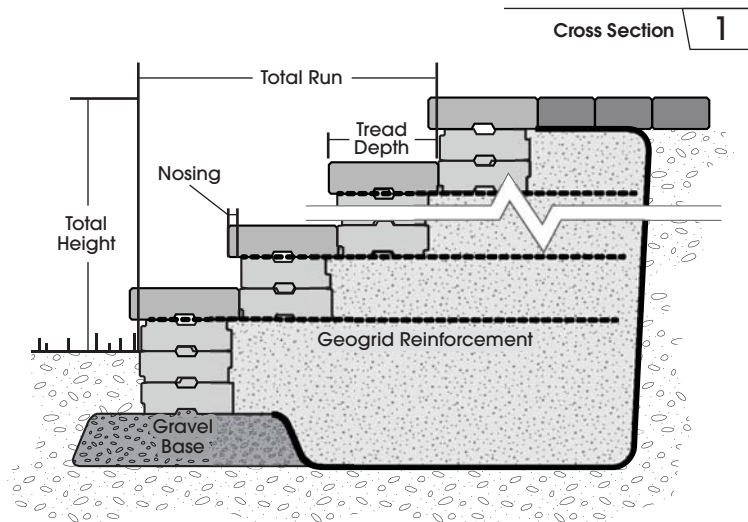 Cross Section 1
Total Run
Tread
Depth
Nosing
Total
Height
Geogrid Reinforcement
Gravel
Base